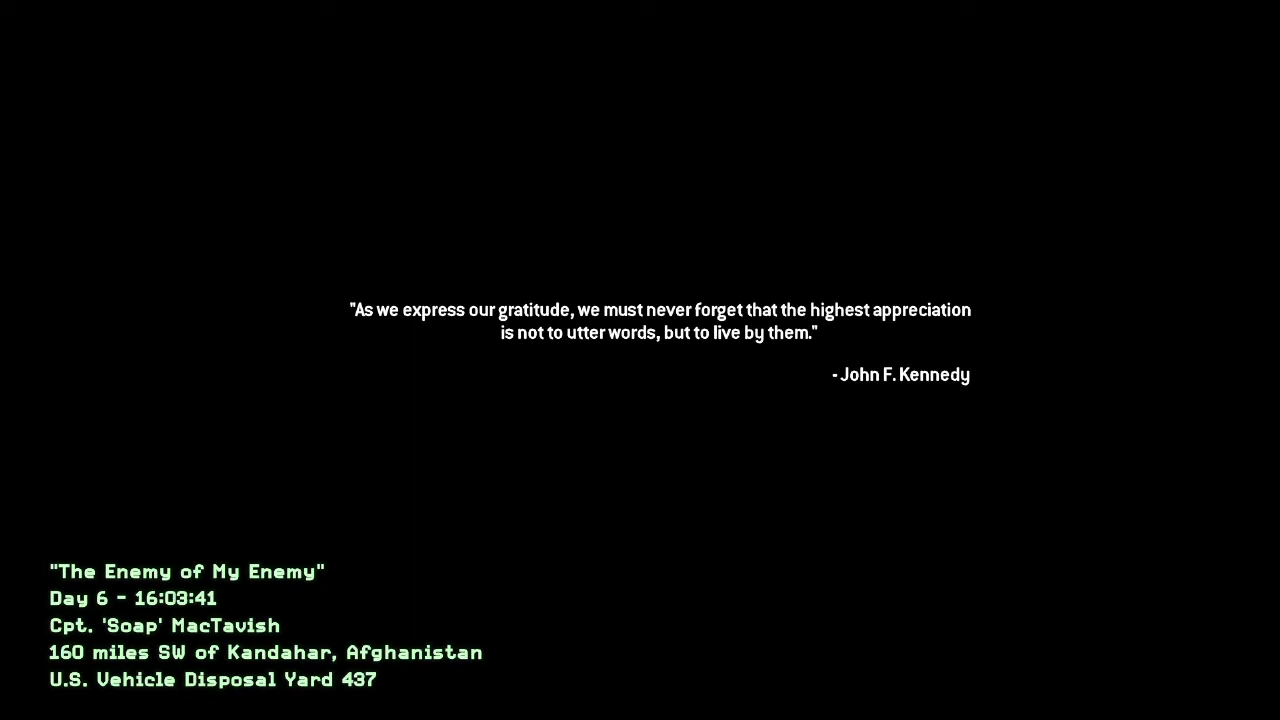 "As we express our gratitude, we must never forget that the highest appreciation
is not to utter words, but to live by them."
- John F. Kennedy
"The Enemy of My Enemy"
Day 6 - 16:03:41
Cpt. 'Soap' MacTavish
160 miles SW of Kandahar, Afghanistan
U.S. Vehicle Disposal Yard 437